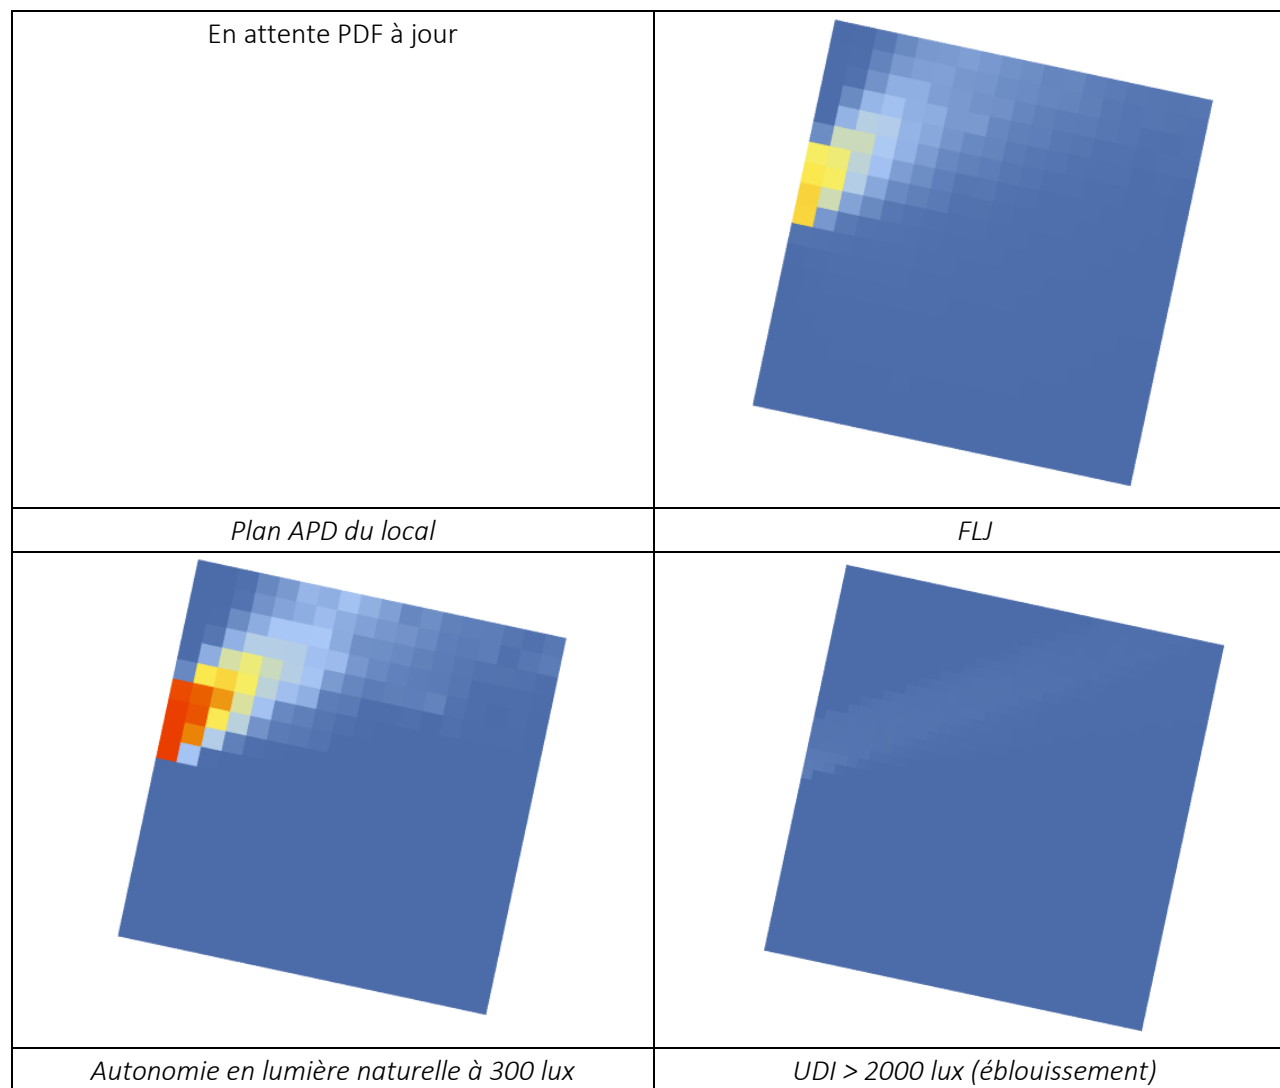 En attente PDF à jour
Plan APD du local
FLJ
Autonomie en lumière naturelle à 300 lux
UDI > 2000 lux (éblouissement)